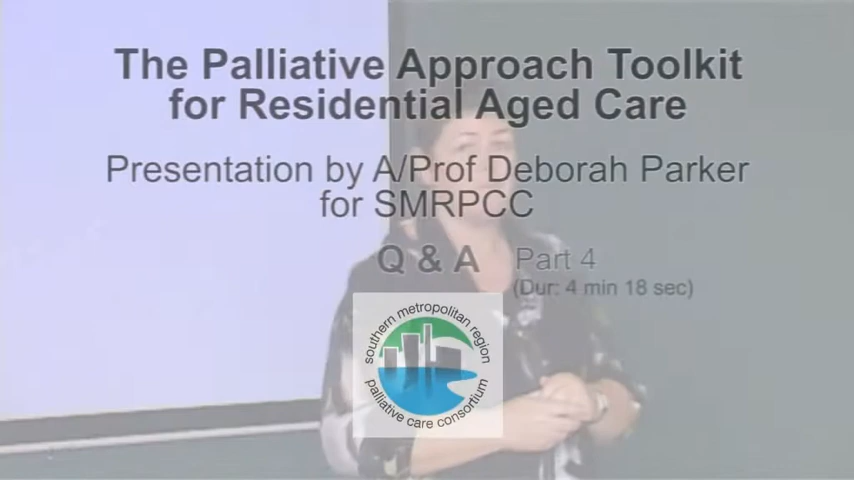 The Palliative Approach Toolkit
for Residential Aged Care
Presentation by A/Prof Deborah Parker
for SMRPCC
Q & A Part 4
(Dur: 4 min 18 sec)
southern metropolitan region
palliative care consortium